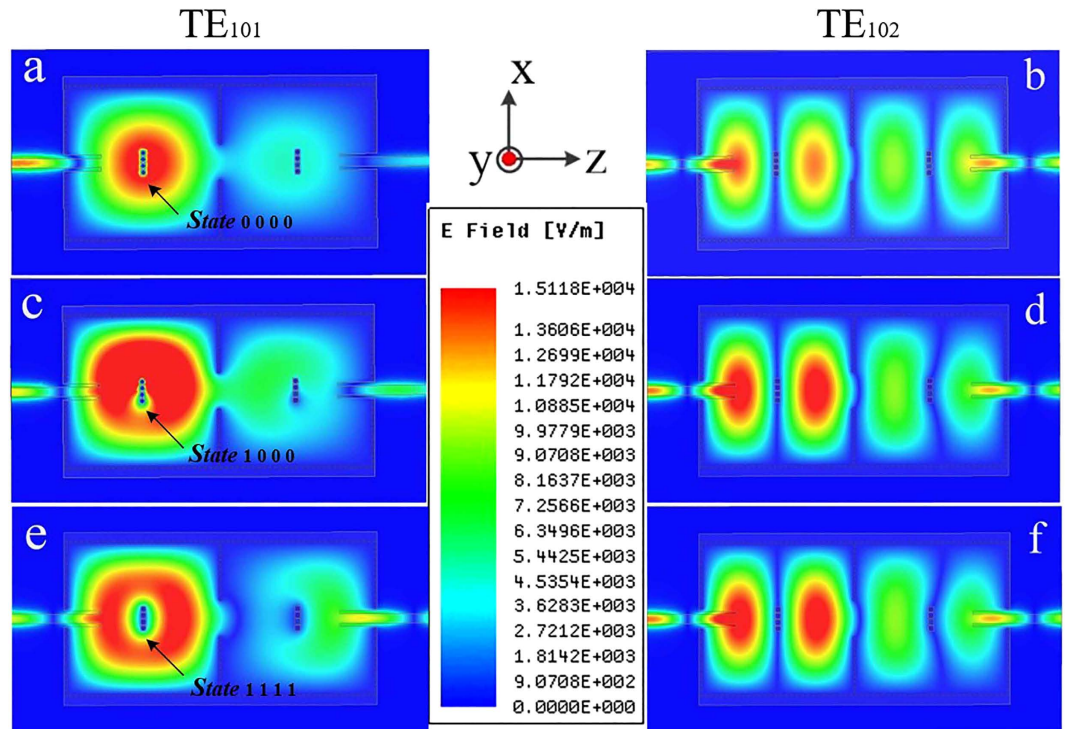 TE101
TE102
a
State 0 0 0 0
x
y
z
b
c
State 1 0 0 0
E Field [V/m]
1.5118E+004
1.3606E+004
1.2699E+004
1.1792E+004
1.0885E+004
9.9779E+003
9.0708E+003
8.1637E+003
7.2566E+003
6.3496E+003
5.4425E+003
4.5354E+003
3.6283E+003
2.7212E+003
1.8142E+003
9.0708E+002
0.0000E+000
d
e
State 1 1 1 1
f